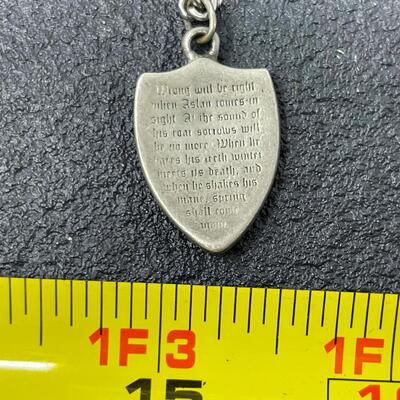 Wrong will be right
when Aslan comes in
sight A the sound of
his roar sorrows will
be no more When he
bares his teeth winter
meets its death, and
when he shakes his
mane, spring
shall come
again
1F3
15